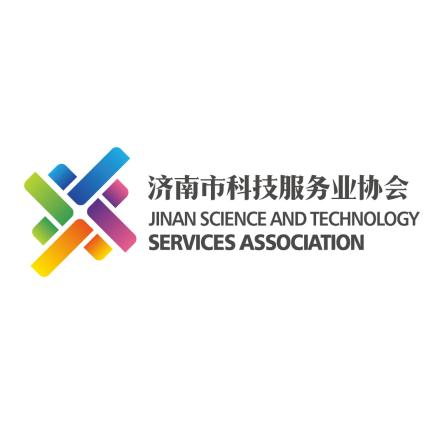 济南市科技服务业协会
JINAN SCIENCE AND TECHNOLOGY
SERVICES ASSOCIATION